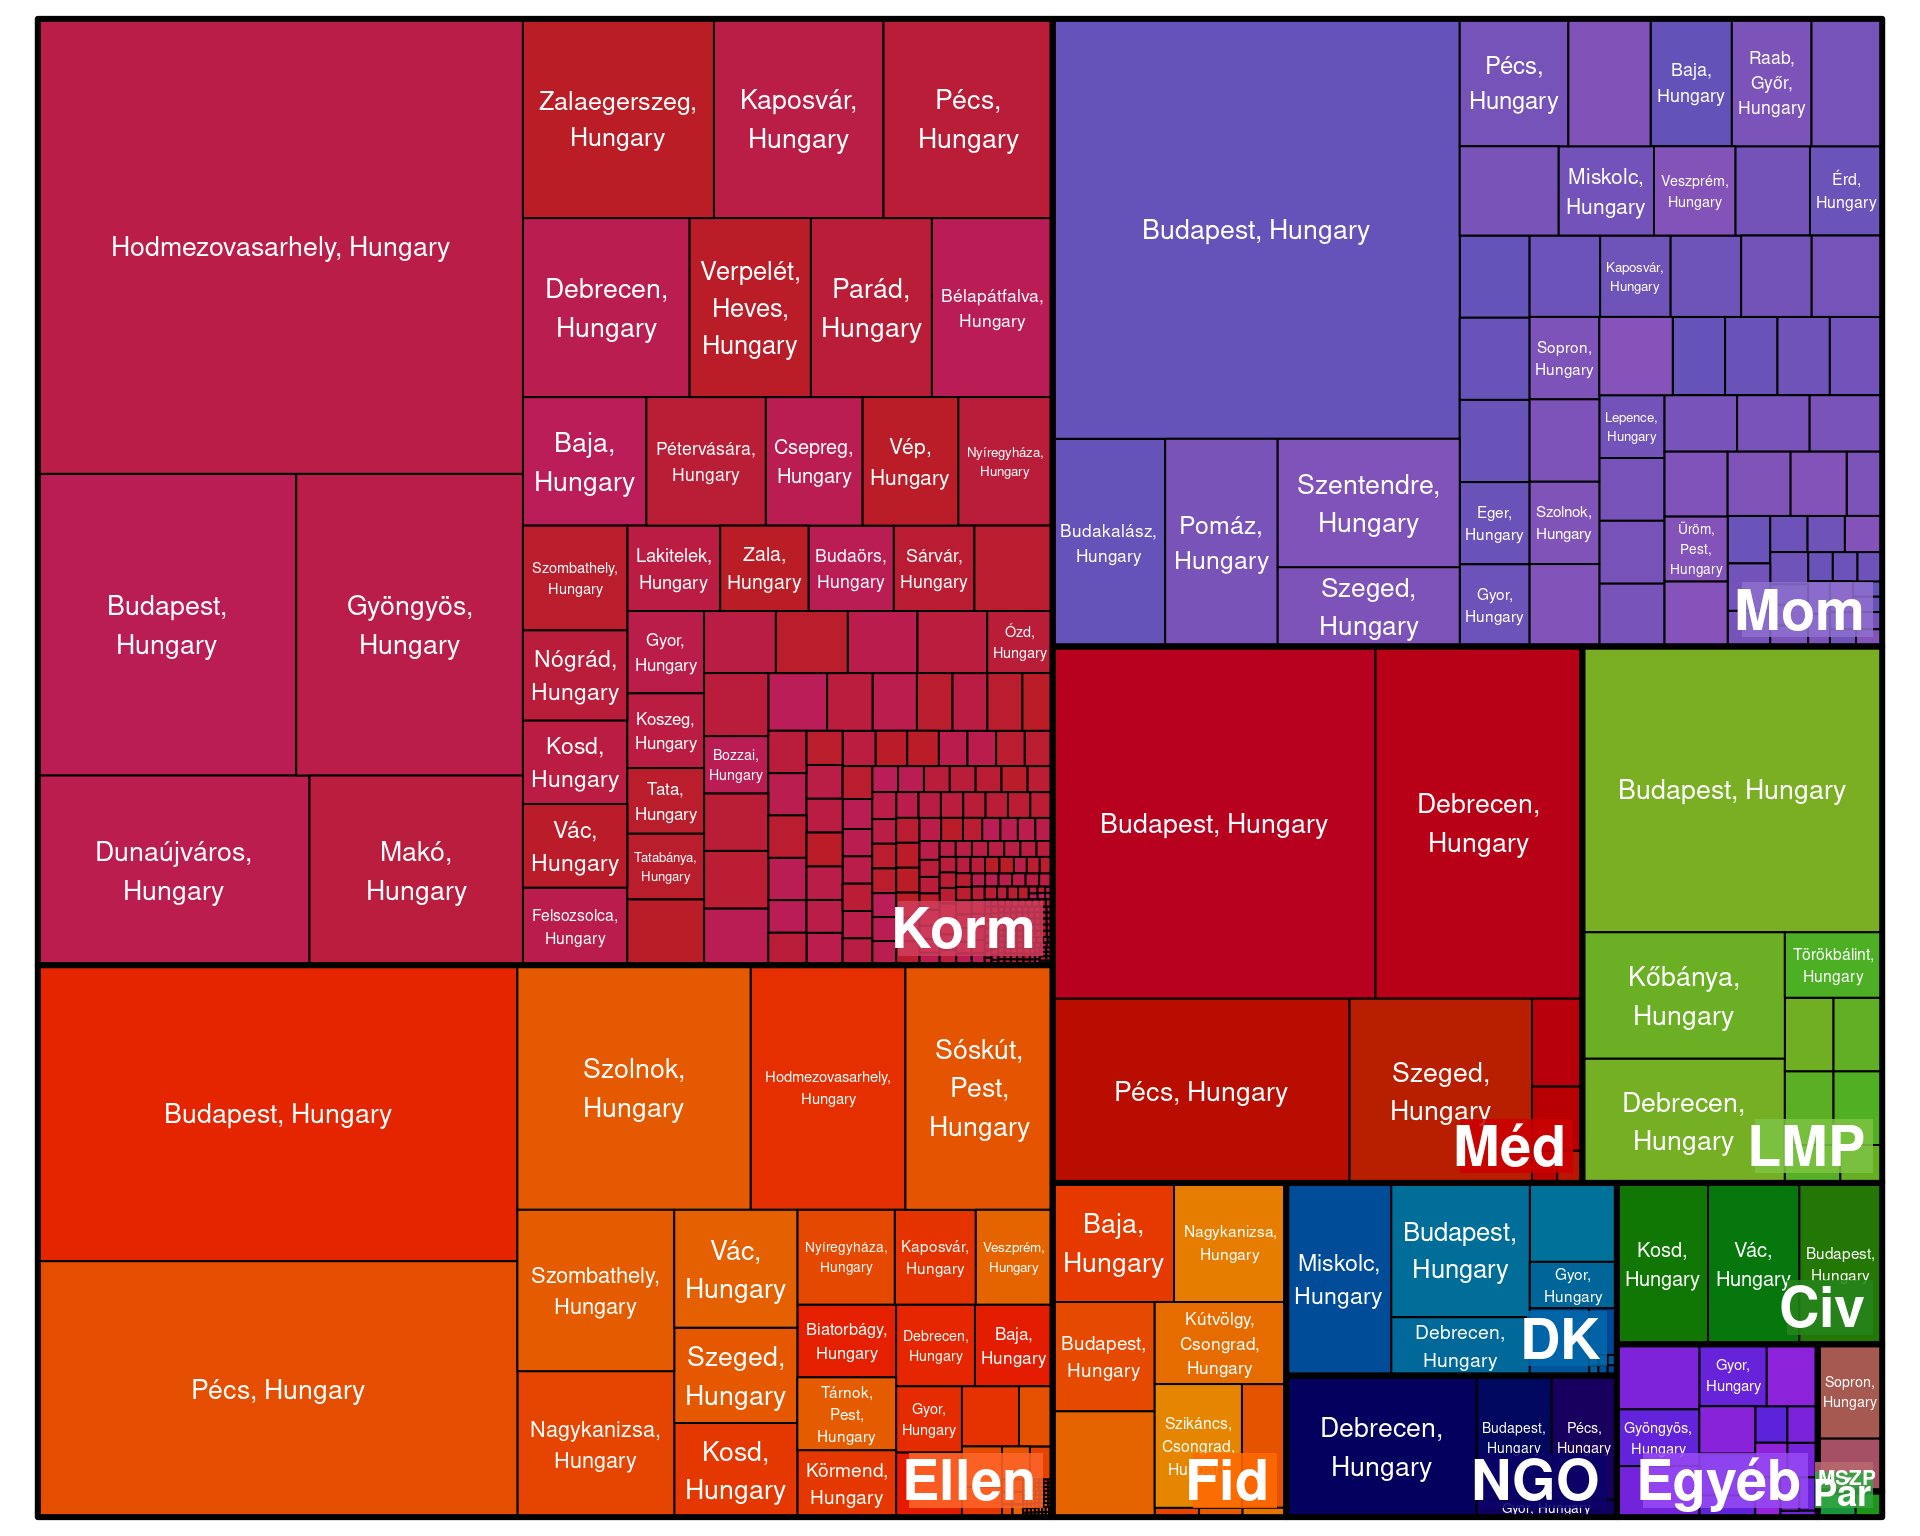 Hodmezovasarhely, Hungary
Budapest,
Hungary
Gyöngyös,
Hungary
Dunaújváros,
Hungary
Makó,
Hungary
Zalaegerszeg,
Hungary
Kaposvár,
Hungary
Pécs,
Hungary
Debrecen,
Hungary
Verpelét,
Heves,
Hungary
Parád,
Hungary
Bélapátfalva,
Hungary
Baja,
Hungary
Pétervására,
Hungary
Csepreg,
Hungary
Vép,
Hungary
Nyíregyháza,
Hungary
Szombathely,
Hungary
Lakitelek,
Hungary
Zala,
Hungary
Budaörs,
Hungary
Sárvár,
Hungary
Nógrád,
Hungary
Gyor,
Hungary
Ózd,
Hungary
Kosd,
Hungary
Koszeg,
Hungary
Bozzai,
Hungary
Vác,
Hungary
Tata,
Hungary
Tatabánya,
Hungary
Felsozsolca,
Hungary
Korm
Budapest, Hungary
Budakalász,
Hungary
Pomáz,
Hungary
Szentendre,
Hungary
Szeged,
Hungary
Pécs,
Hungary
Baja,
Hungary
Raab,
Győr,
Hungary
Miskolc,
Hungary
Veszprém,
Hungary
Érd,
Hungary
Kaposvár,
Hungary
Sopron,
Hungary
Lepence,
Hungary
Eger,
Hungary
Szolnok,
Hungary
Üröm,
Pest,
Hungary
Gyor,
Hungary
Mom
Budapest, Hungary
Pécs, Hungary
Szolnok,
Hungary
Hodmezovasarhely,
Hungary
Sóskút,
Pest,
Hungary
Szombathely,
Hungary
Nagykanizsa,
Hungary
Vác,
Hungary
Szeged,
Hungary
Kosd,
Hungary
Nyíregyháza,
Hungary
Kaposvár,
Hungary
Veszprém,
Hungary
Biatorbágy,
Hungary
Debrecen,
Hungary
Baja,
Hungary
Tárnok,
Pest,
Hungary
Gyor,
Hungary
Körmend,
Hungary
Ellen
Budapest, Hungary
Debrecen,
Hungary
Pécs, Hungary
Szeged,
Hungary
Méd
Budapest, Hungary
Kőbánya,
Hungary
Törökbálint,
Hungary
Debrecen,
Hungary
LMP
Baja,
Hungary
Nagykanizsa,
Hungary
Budapest,
Hungary
Kútvölgy,
Csongrad,
Hungary
Szikáncs,
Csongrad,
Fid
Miskolc,
Hungary
Budapest,
Hungary
Gyor,
Hungary
Debrecen,
Hungary
DK
Debrecen,
Hungary
Budapest,
Hungary
Pécs,
Hungary
Gyor, Hungary
NGO
Kosd,
Hungary
Vác,
Hungary
Budapest,
Hungary
Civ
Gyor,
Hungary
Gyöngyös,
Hungary
Egyéb
Sopron,
Hungary
MSZP
Pár